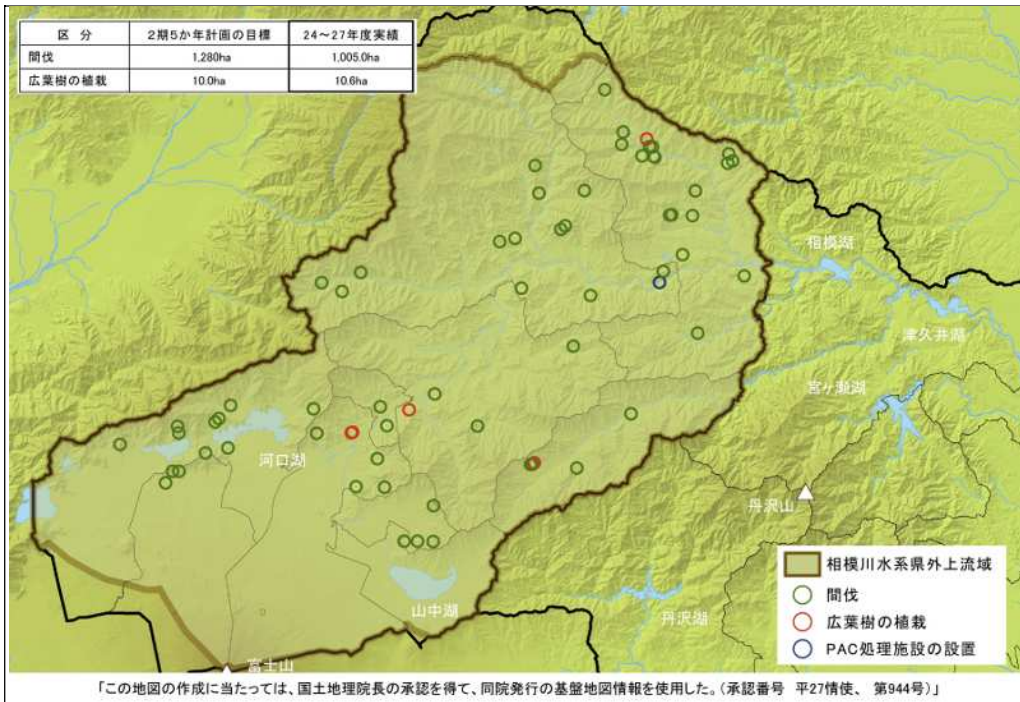 区 分 2期5か年計画の目標 24～27年度実績
間伐 1,280ha 1,005.0ha
広葉樹の植栽 10.0ha 10.6ha
相模湖
津久井湖
宮ヶ瀬湖
河口湖
丹沢山
相模川水系県外上流域
間伐
広葉樹の植栽
PAC処理施設の設置
山中湖
丹沢湖
富士山
「この地図の作成に当たっては、国土地理院長の承認を得て、同院発行の基盤地図情報を使用した。（承認番号 平27情使、 第944号）」